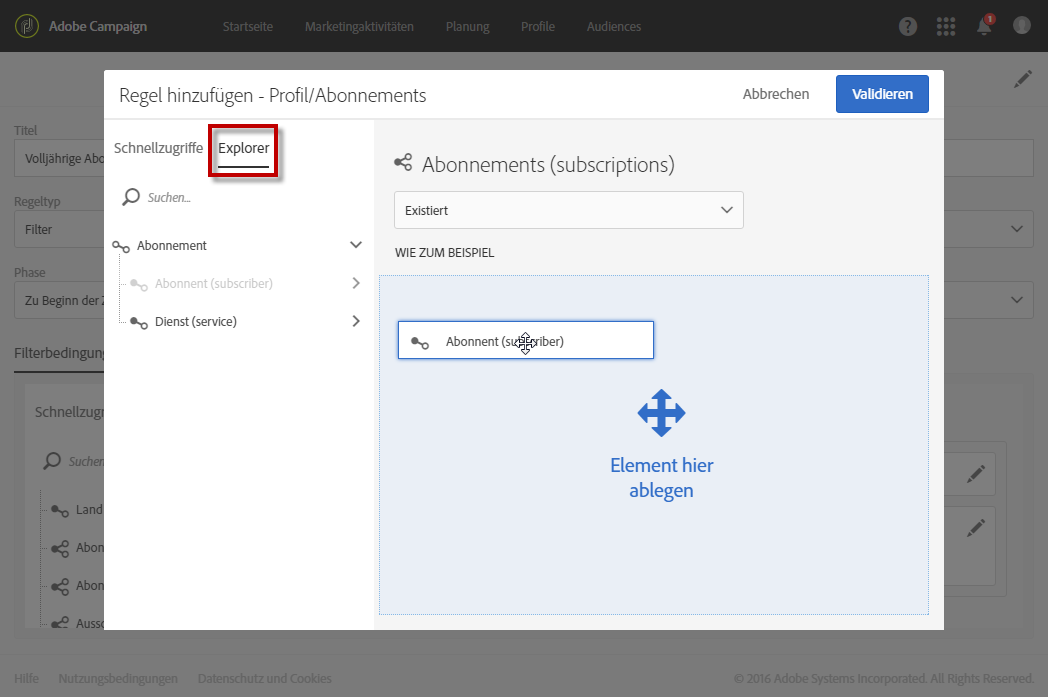 Adobe Campaign
Startseite
Marketingaktivitäten
Planung
Profile
Audiences
?
1
Regel hinzufügen - Profil/Abonnements
Abbrechen
Validieren
Titel
Volljährige Abo
Regeltyp
Filter
Phase
Zu Beginn der Z
Filterbedingun
Schnellzugr
Suchen
Land
Abon
Abon
Aussc
Schnellzugriffe
Explorer
Suchen...
Abonnement
Abonnent (subscriber)
Dienst (service)
Abonnements (subscriptions)
Existiert
WIE ZUM BEISPIEL
Abonnent (subscriber)
Element hier
ablegen
Hilfe
Nutzungsbedingungen
Datenschutz und Cookies
© 2016 Adobe Systems Incorporated. All Rights Reserved.